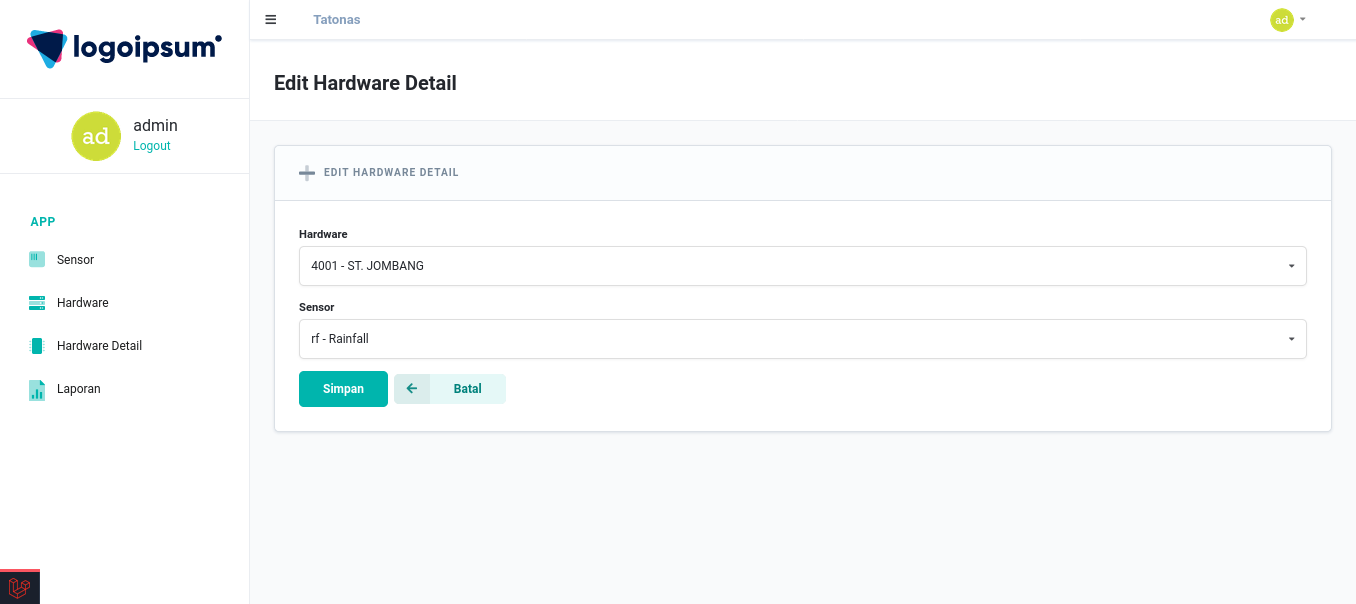 logoipsum
Tatonas
ad
ad
admin
Logout
APP
Sensor
Hardware
Hardware Detail
Laporan
Edit Hardware Detail
EDIT HARDWARE DETAIL
Hardware
4001 - ST. JOMBANG
Sensor
rf - Rainfall
Simpan
Batal